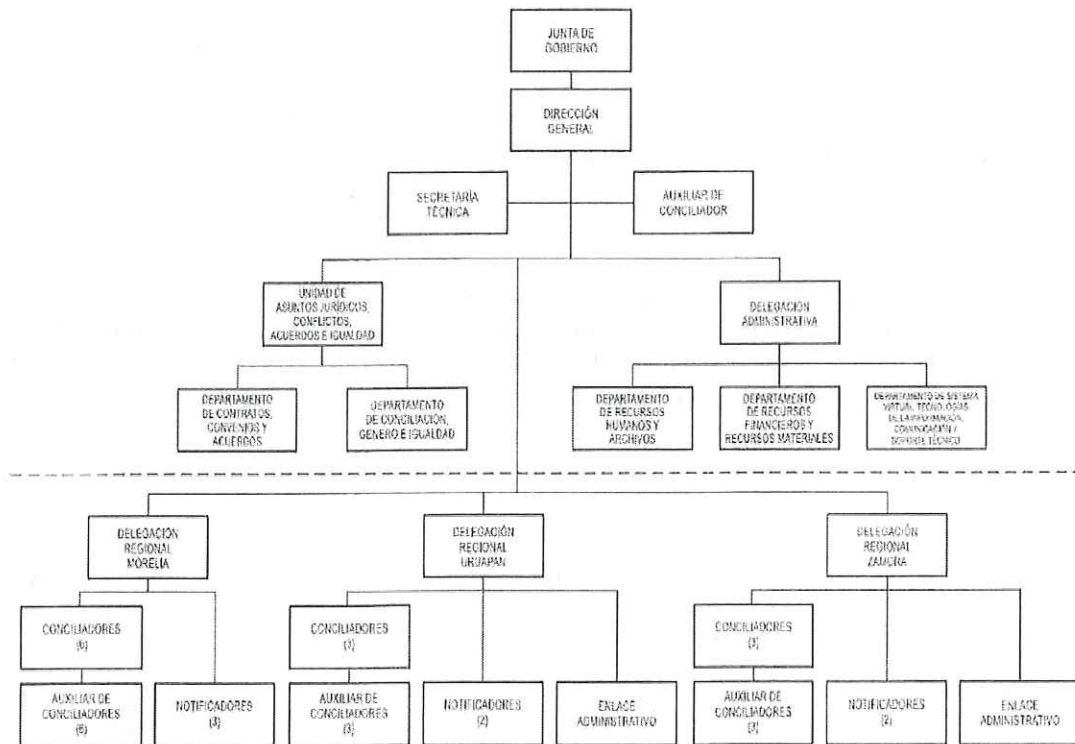 JUNTA DE
GOBIERNO
DIRECCIÓN
GENERAL
SECRETARÍA
TÉCNICA
AUXILIAR DE
CONCILIADOR
UNIDAD DE
ASUNTOS JURÍDICOS,
CONFLICTOS,
ACUERDOS E IGUALDAD
DELEGACIÓN
ADMINISTRATIVA
DEPARTAMENTO
DE CONTRATOS,
CONVENIOS Y
ACUERDOS
DEPARTAMENTO
DE CONCILIACIÓN,
GENERO E IGUALDAD
DEPARTAMENTO
DE RECURSOS
HUMANOS Y
ARCHIVOS
DEPARTAMENTO
DE RECURSOS
FINANCIEROS Y
RECURSOS MATERIALES
DEPARTAMENTO DE SISTEMA
VIRTUAL, TECNOLOGÍAS
DE LA INFORMACIÓN,
COMUNICACIÓN Y
SOPORTE TÉCNICO
DELEGACIÓN
REGIONAL
MORELIA
DELEGACIÓN
REGIONAL
URUAPAN
DELEGACIÓN
REGIONAL
ZAMORA
CONCILIADORES
(6)
CONCILIADORES
(3)
CONCILIADORES
(3)
AUXILIAR DE
CONCILIADORES
(6)
NOTIFICADORES
(3)
AUXILIAR DE
CONCILIADORES
(3)
NOTIFICADORES
(2)
ENLACE
ADMINISTRATIVO
AUXILIAR DE
CONCILIADORES
(3)
NOTIFICADORES
(2)
ENLACE
ADMINISTRATIVO